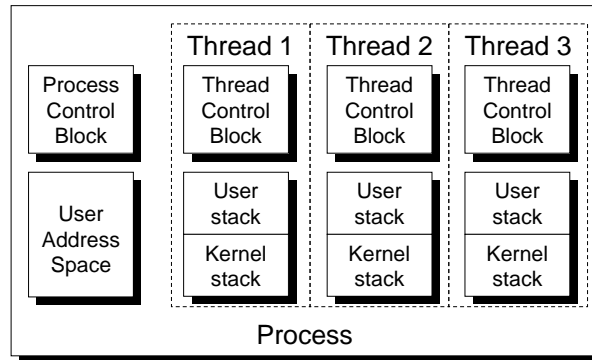 Thread 1 Thread 2 Thread 3
Process
Control
Block
Thread
Control
Block
Thread
Control
Block
Thread
Control
Block
User
Address
Space
User
stack
Kernel
stack
User
stack
Kernel
stack
User
stack
Kernel
stack
Process